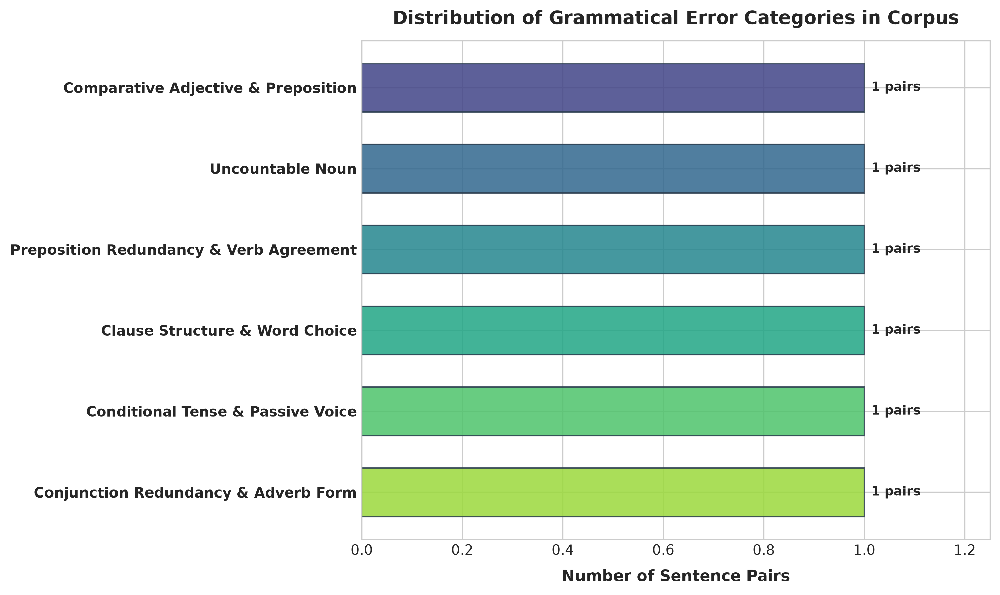 Distribution of Grammatical Error Categories in Corpus
Comparative Adjective & Preposition
1 pairs
Uncountable Noun
1 pairs
Preposition Redundancy & Verb Agreement
1 pairs
Clause Structure & Word Choice
1 pairs
Conditional Tense & Passive Voice
1 pairs
Conjunction Redundancy & Adverb Form
1 pairs
0.0 0.2 0.4 0.6 0.8 1.0 1.2
Number of Sentence Pairs